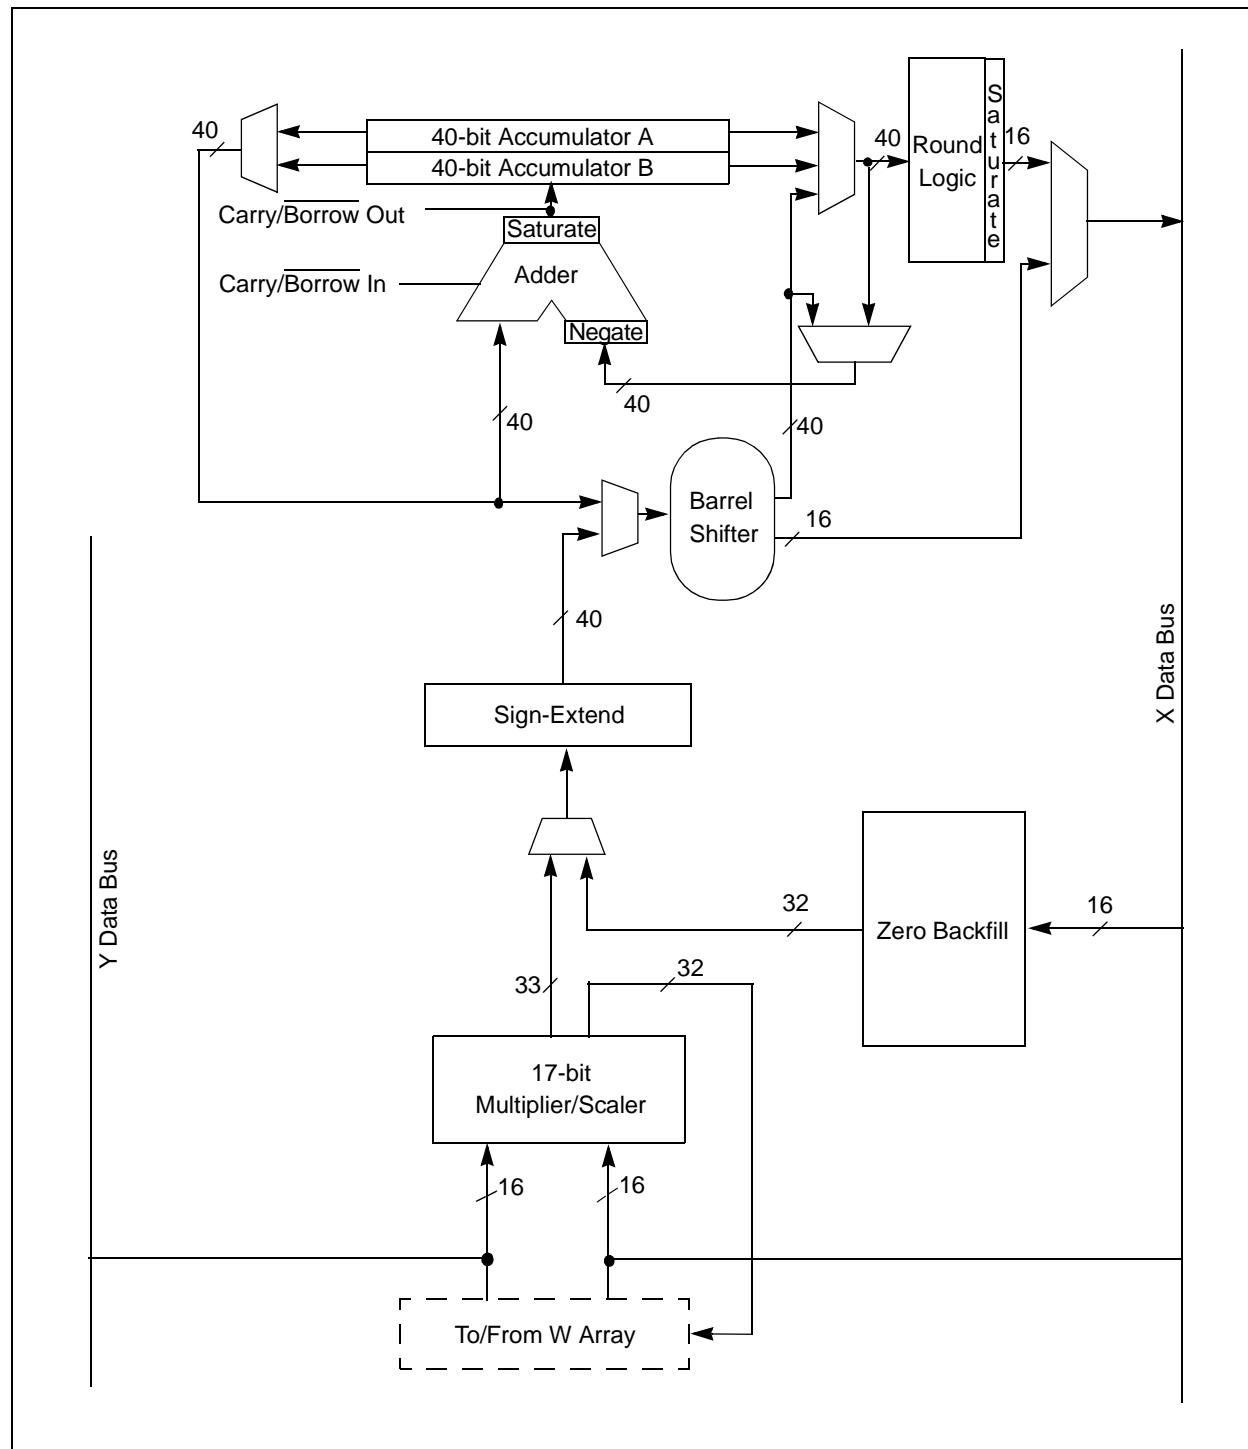 40
40-bit Accumulator A
40-bit Accumulator B
40
Round
Logic
Saturate
16
Carry/Borrow Out
Saturate
Carry/Borrow In
Adder
Negate
40
40
40
Barrel
Shifter
16
40
X Data Bus
Sign-Extend
Y Data Bus
32
Zero Backfill
16
33
32
17-bit
Multiplier/Scaler
16
16
To/From W Array